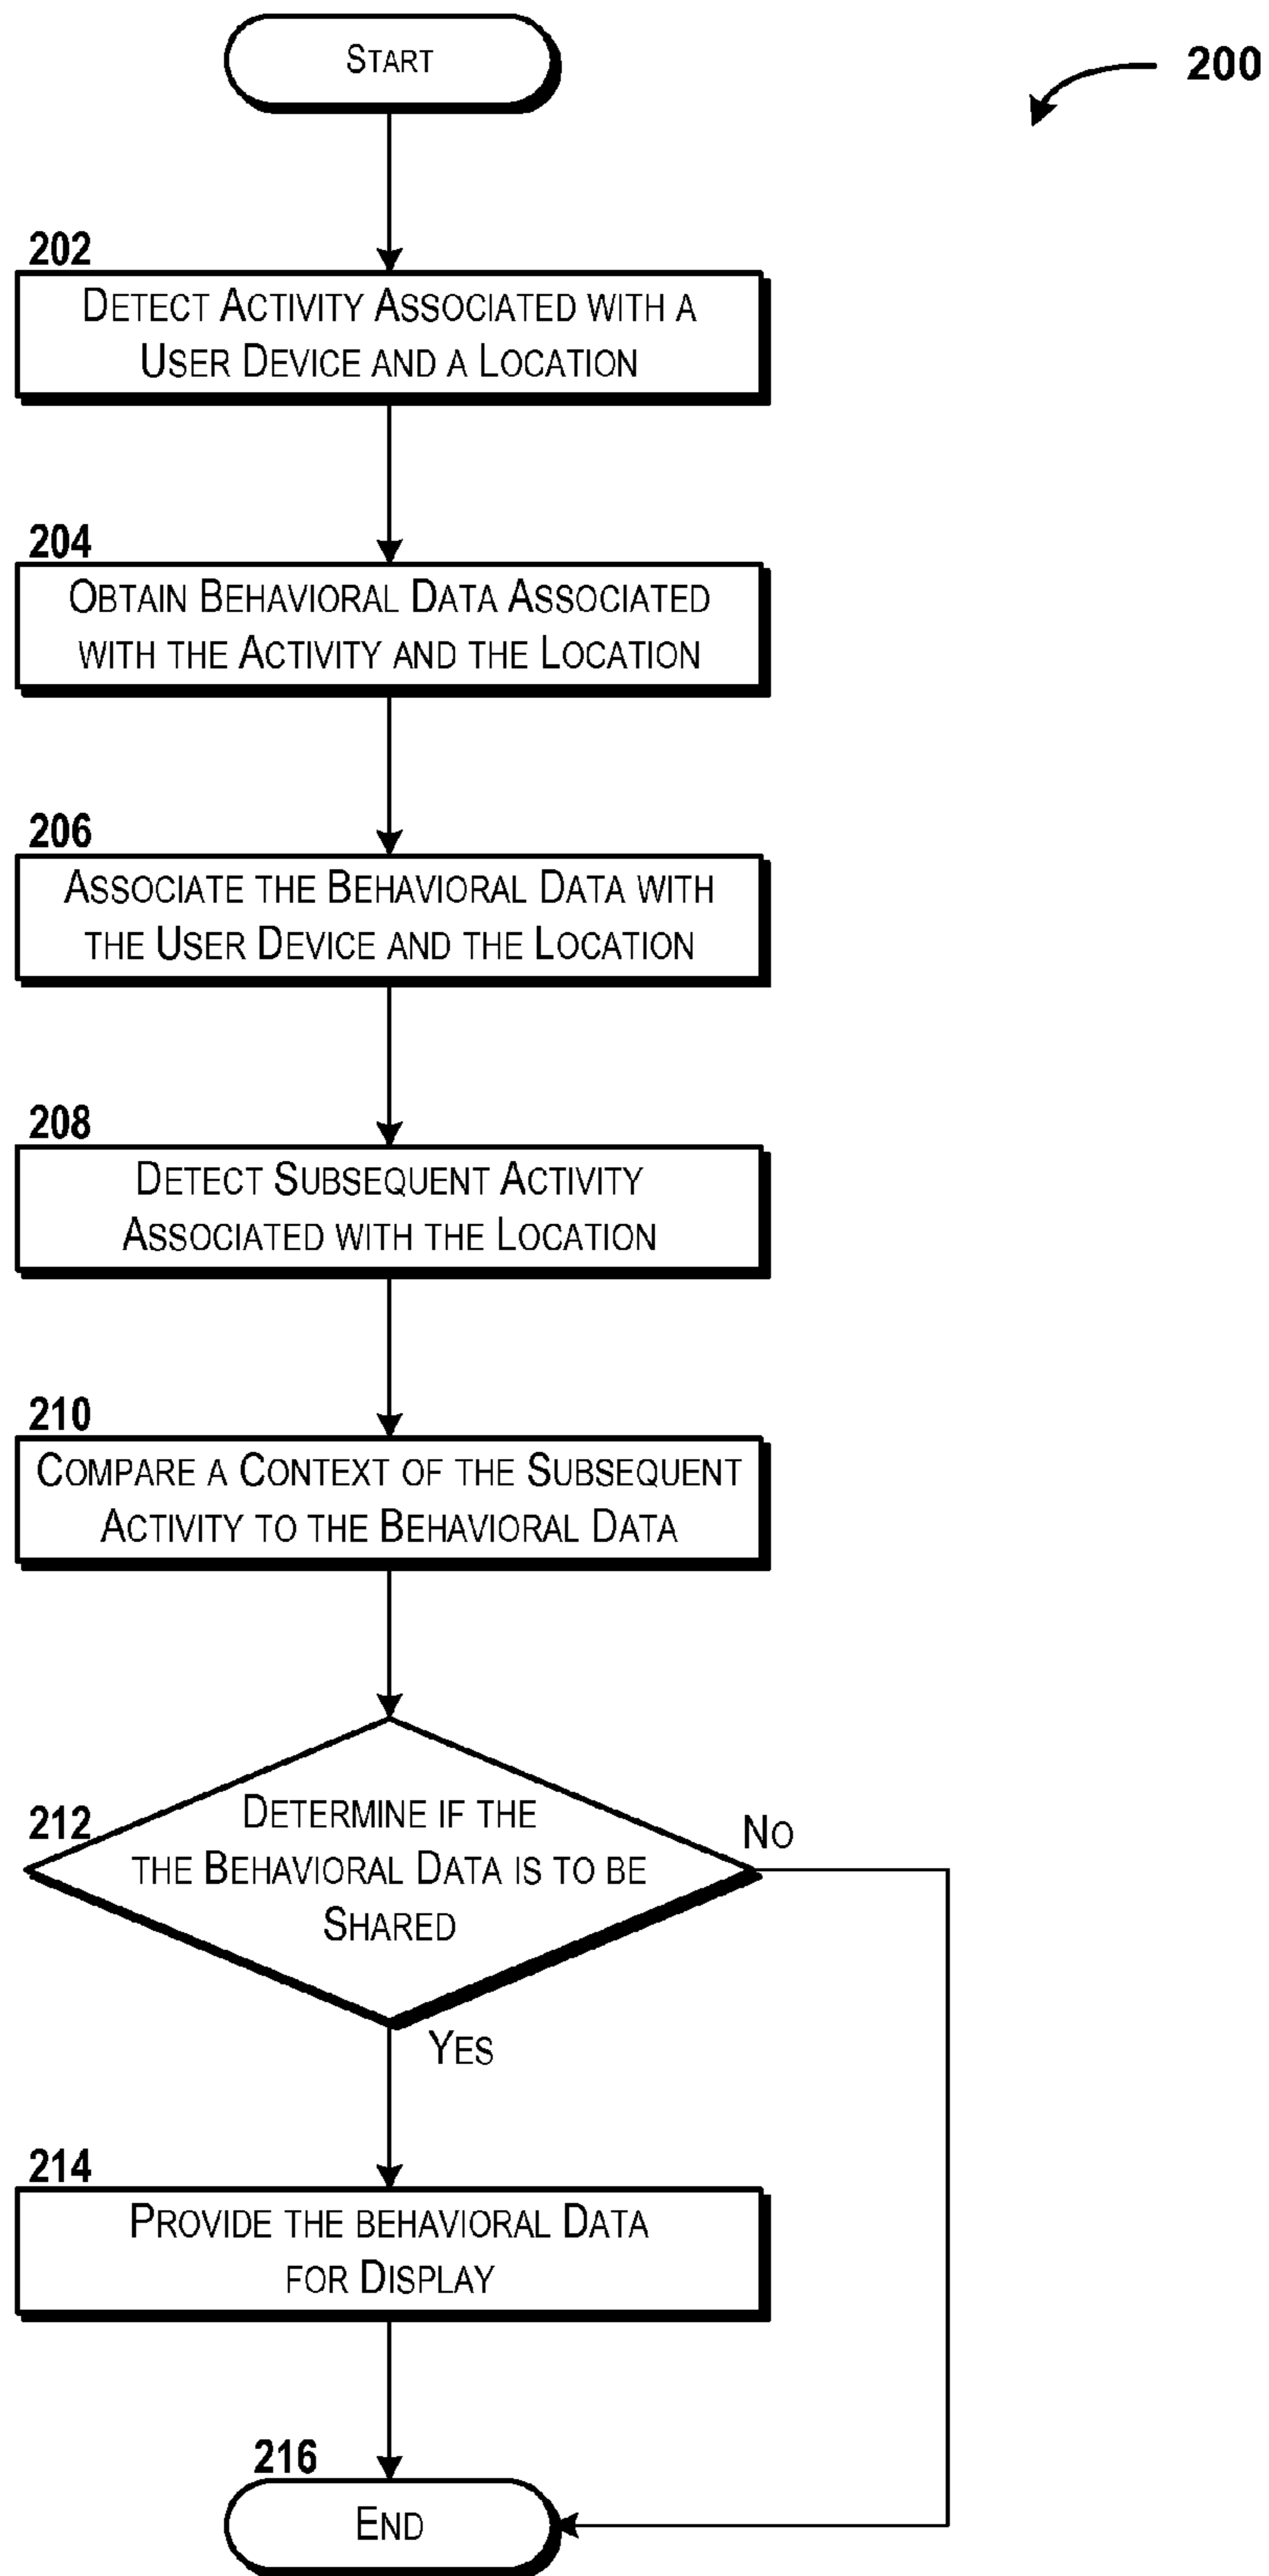 START
200
202
DETECT ACTIVITY ASSOCIATED WITH A
USER DEVICE AND A LOCATION
204
OBTAIN BEHAVIORAL DATA ASSOCIATED
WITH THE ACTIVITY AND THE LOCATION
206
ASSOCIATE THE BEHAVIORAL DATA WITH
THE USER DEVICE AND THE LOCATION
208
DETECT SUBSEQUENT ACTIVITY
ASSOCIATED WITH THE LOCATION
210
COMPARE A CONTEXT OF THE SUBSEQUENT
ACTIVITY TO THE BEHAVIORAL DATA
212
DETERMINE IF THE
THE BEHAVIORAL DATA IS TO BE
SHARED
NO
YES
214
PROVIDE THE BEHAVIORAL DATA
FOR DISPLAY
216
END